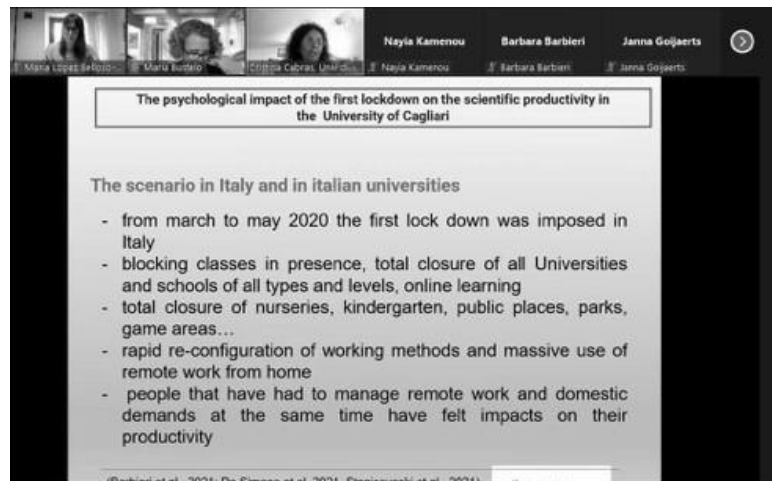 Nayia Kamenou
Barbara Barbieri
Janna Goijaerts
Maria Lopez Belloso
Maria Bustelo
Cristina Cabras, Uni
Nayia Kamenou
Barbara Barbieri
Janna Goijaerts
The psychological impact of the first lockdown on the scientific productivity in
the University of Cagliari
The scenario in Italy and in italian universities
- from march to may 2020 the first lock down was imposed in
Italy
- blocking classes in presence, total closure of all Universities
and schools of all types and levels, online learning
- total closure of nurseries, kindergarten, public places, parks,
game areas...
- rapid re-configuration of working methods and massive use of
remote work from home
- people that have had to manage remote work and domestic
demands at the same time have felt impacts on their
productivity